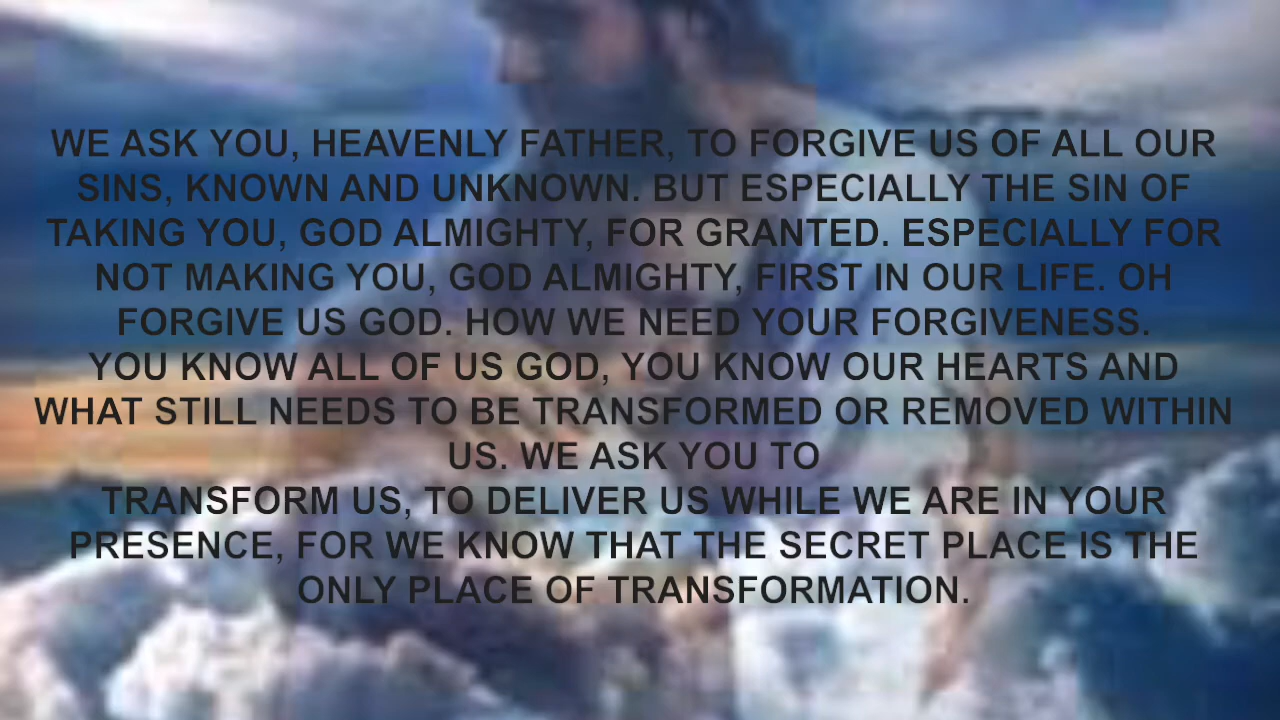 WE ASK YOU, HEAVENLY FATHER, TO FORGIVE US OF ALL OUR
SINS, KNOWN AND UNKNOWN. BUT ESPECIALLY THE SIN OF
TAKING YOU, GOD ALMIGHTY, FOR GRANTED. ESPECIALLY FOR
NOT MAKING YOU, GOD ALMIGHTY, FIRST IN OUR LIFE. OH
FORGIVE US GOD. HOW WE NEED YOUR FORGIVENESS.
YOU KNOW ALL OF US GOD, YOU KNOW OUR HEARTS AND
WHAT STILL NEEDS TO BE TRANSFORMED OR REMOVED WITHIN
US. WE ASK YOU TO
TRANSFORM US, TO DELIVER US WHILE WE ARE IN YOUR
PRESENCE, FOR WE KNOW THAT THE SECRET PLACE IS THE
ONLY PLACE OF TRANSFORMATION.